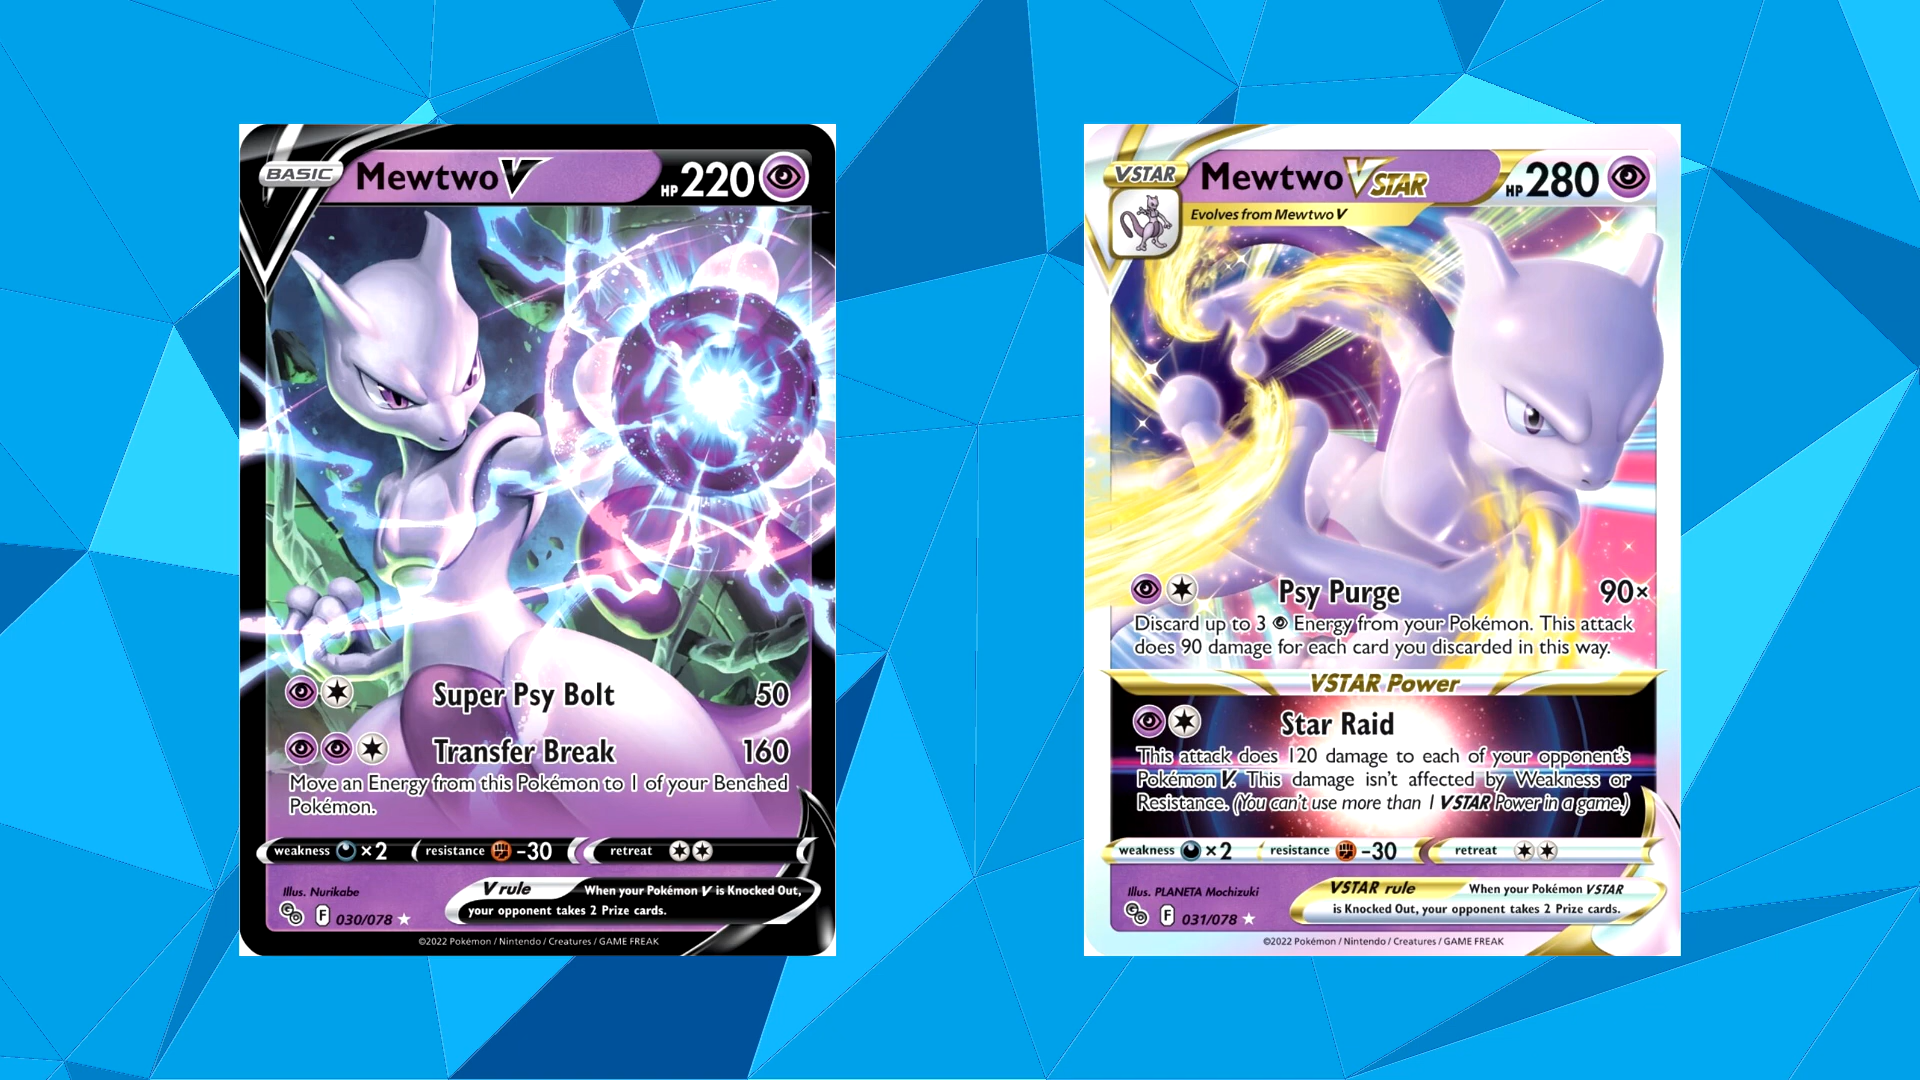 BASIC Mewtwo V HP 220
Super Psy Bolt 50
Transfer Break 160
Move an Energy from this Pokémon to 1 of your Benched
Pokémon.
weakness ×2 resistance -30 retreat
Illus. Nurikabe
V rule When your Pokémon V is Knocked Out,
your opponent takes 2 Prize cards.
F 030/078
©2022 Pokémon / Nintendo / Creatures / GAME FREAK
VSTAR Mewtwo VSTAR HP 280
Evolves from Mewtwo V
Psy Purge 90×
Discard up to 3 Energy from your Pokémon. This attack
does 90 damage for each card you discarded in this way.
VSTAR Power
Star Raid
This attack does 120 damage to each of your opponent's
Pokémon V. This damage isn't affected by Weakness or
Resistance. (You can't use more than 1 VSTAR Power in a game.)
weakness ×2 resistance -30 retreat
Illus. PLANETA Mochizuki
VSTAR rule When your Pokémon VSTAR
is Knocked Out, your opponent takes 2 Prize cards.
F 031/078
©2022 Pokémon / Nintendo / Creatures / GAME FREAK